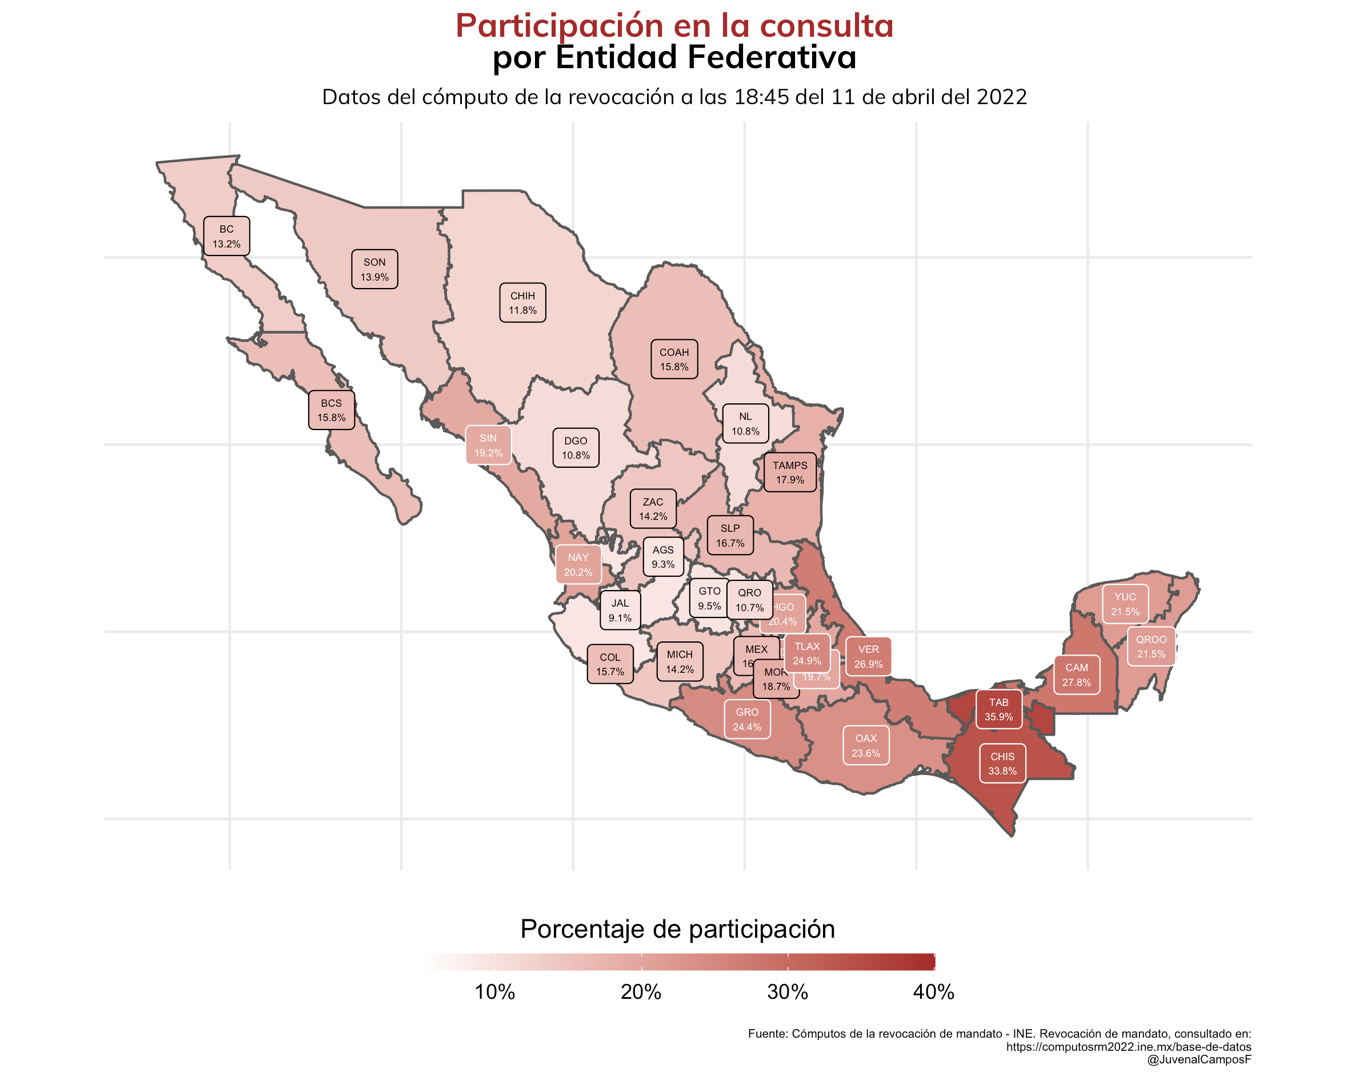 Participación en la consulta
por Entidad Federativa
Datos del cómputo de la revocación a las 18:45 del 11 de abril del 2022
BC
13.2%
SON
13.9%
CHIH
11.8%
COAH
15.8%
BCS
15.8%
NL
10.8%
SIN
19.2%
DGO
10.8%
TAMPS
17.9%
ZAC
14.2%
SLP
16.7%
AGS
9.3%
NAY
20.2%
GTO
9.5%
QRO
10.7%
HGO
20.4%
JAL
9.1%
YUC
21.5%
QROO
21.5%
COL
15.7%
MICH
14.2%
MEX
TLAX
24.9%
VER
26.9%
MOR
18.7%
19.7%
CAM
27.8%
GRO
24.4%
TAB
35.9%
OAX
23.6%
CHIS
33.8%
Porcentaje de participación
10% 20% 30% 40%
Fuente: Cómputos de la revocación de mandato - INE. Revocación de mandato, consultado en:
https://computosrm2022.ine.mx/base-de-datos
@JuvenalCamposF